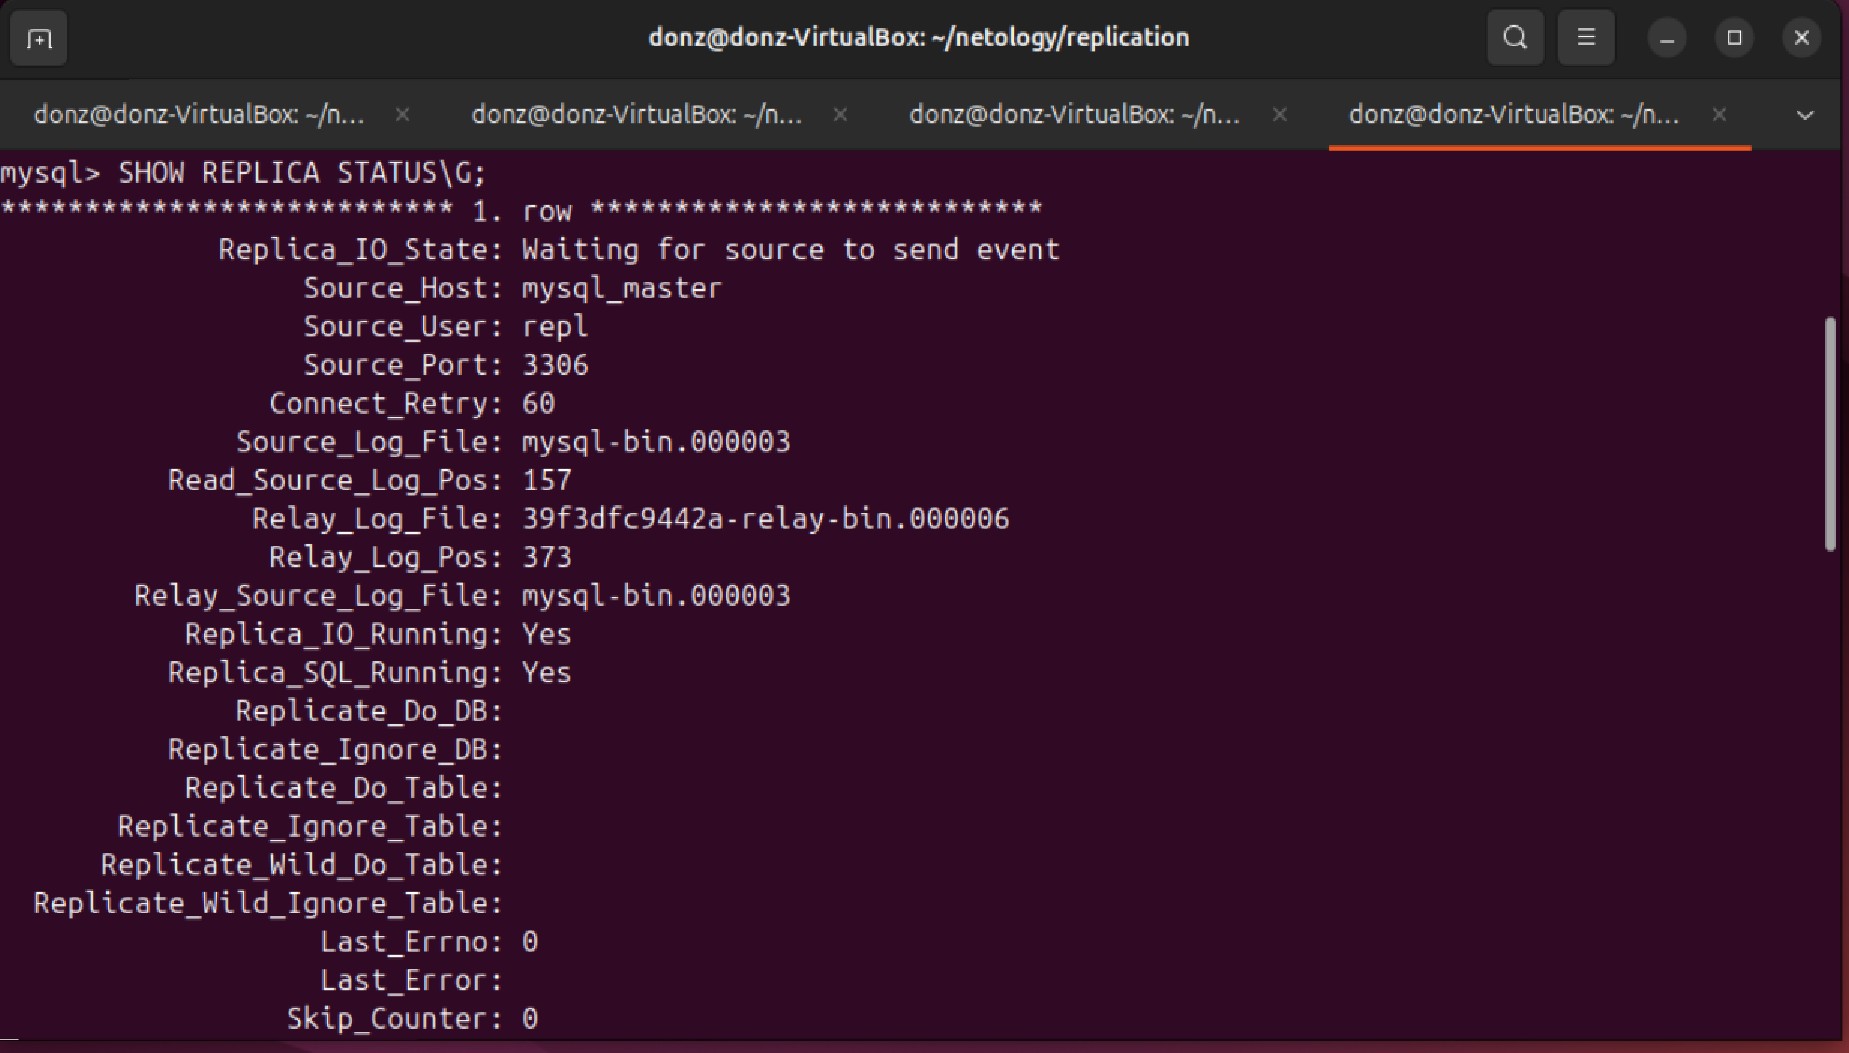 donz@donz-VirtualBox: ~/netology/replication
donz@donz-VirtualBox: ~/n... donz@donz-VirtualBox: ~/n... donz@donz-VirtualBox: ~/n... donz@donz-VirtualBox: ~/n...
mysql> SHOW REPLICA STATUS\G;
*************************** 1. row ***************************
Replica_IO_State: Waiting for source to send event
Source_Host: mysql_master
Source_User: repl
Source_Port: 3306
Connect_Retry: 60
Source_Log_File: mysql-bin.000003
Read_Source_Log_Pos: 157
Relay_Log_File: 39f3dfc9442a-relay-bin.000006
Relay_Log_Pos: 373
Relay_Source_Log_File: mysql-bin.000003
Replica_IO_Running: Yes
Replica_SQL_Running: Yes
Replicate_Do_DB:
Replicate_Ignore_DB:
Replicate_Do_Table:
Replicate_Ignore_Table:
Replicate_Wild_Do_Table:
Replicate_Wild_Ignore_Table:
Last_Errno: 0
Last_Error:
Skip_Counter: 0